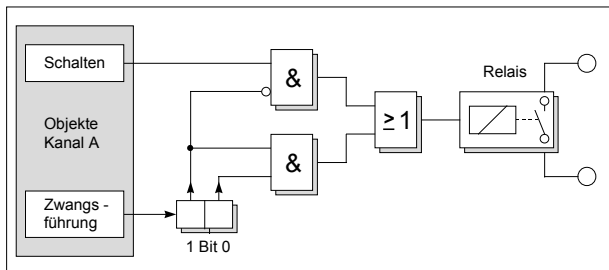 Schalten
Objekte
Kanal A
Zwangs -
führung
1 Bit 0
&
&
≥ 1
Relais